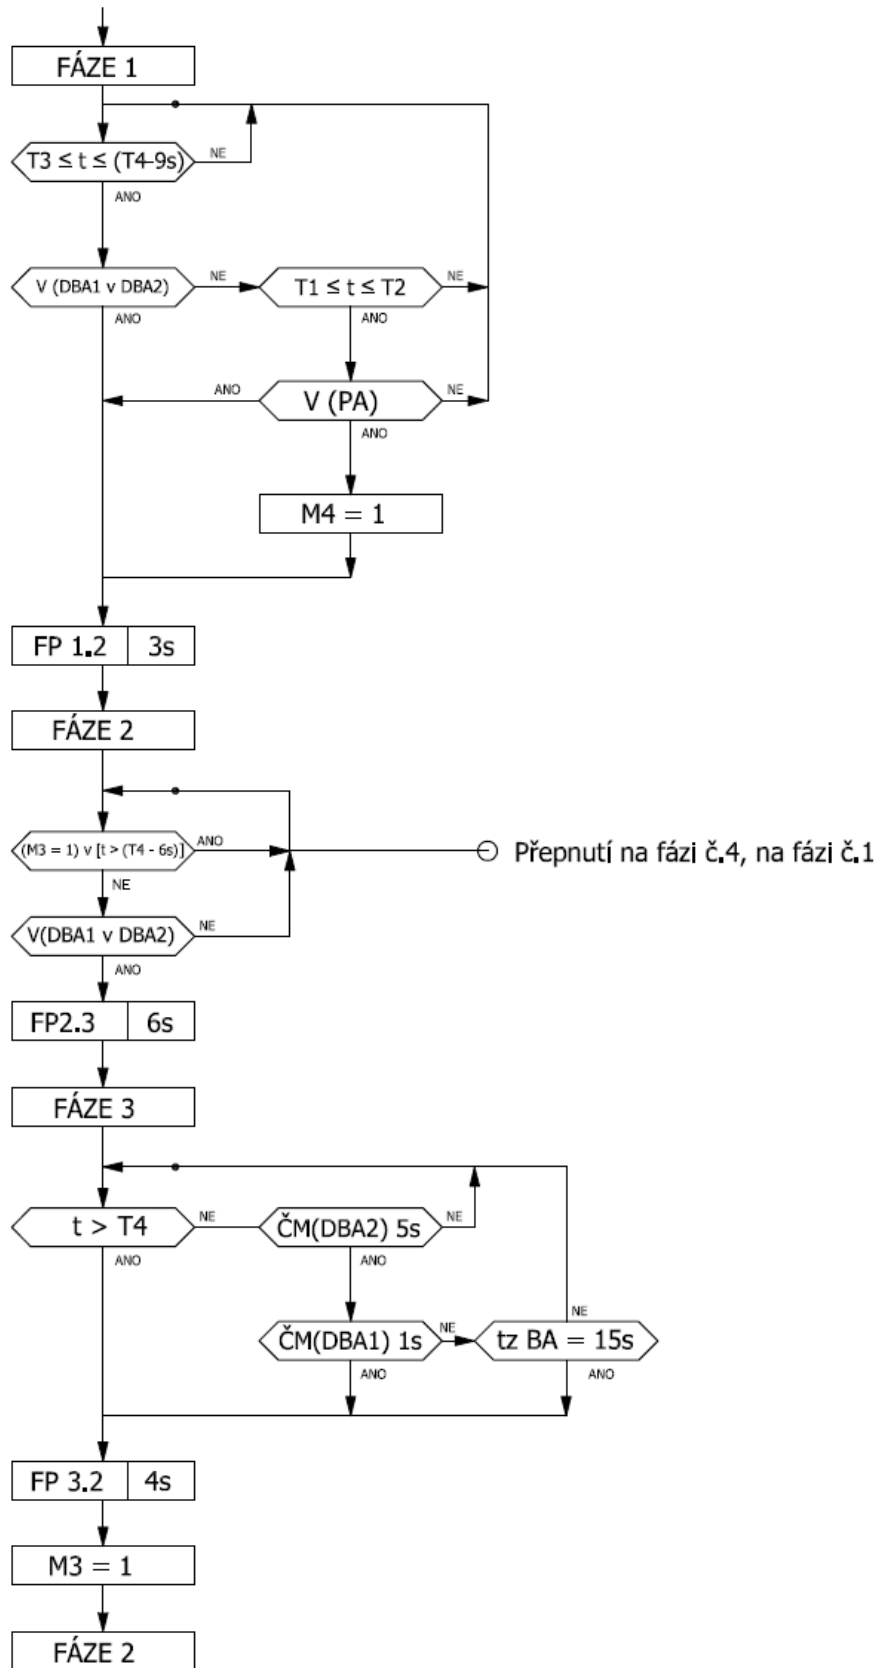 FÁZE 1
T3 ≤ t ≤ (T4-9s)
NE
ANO
V (DBA1 v DBA2)
NE
T1 ≤ t ≤ T2
NE
ANO
ANO
ANO
V (PA)
NE
ANO
M4 = 1
FP 1.2 3s
FÁZE 2
(M3 = 1) v [t > (T4 - 6s)]
ANO
Přepnutí na fázi č.4, na fázi č.1
NE
V(DBA1 v DBA2)
NE
ANO
FP2.3 6s
FÁZE 3
t > T4
NE
ČM(DBA2) 5s
NE
ANO
ANO
NE
ČM(DBA1) 1s
NE
tz BA = 15s
ANO
ANO
FP 3.2 4s
M3 = 1
FÁZE 2